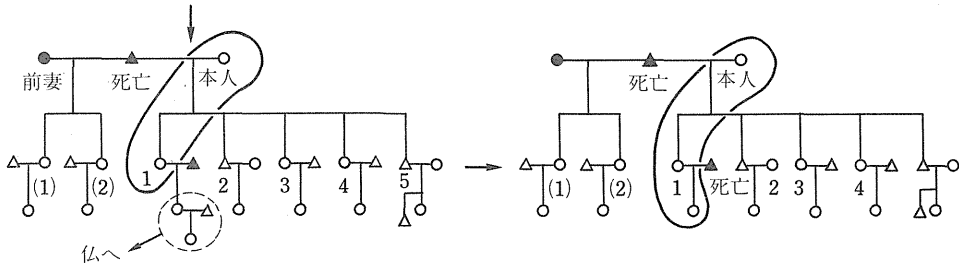 前妻 死亡 本人
(1) (2) 1 2 3 4 5
仏へ
死亡 本人
(1) (2) 1 死亡 2 3 4